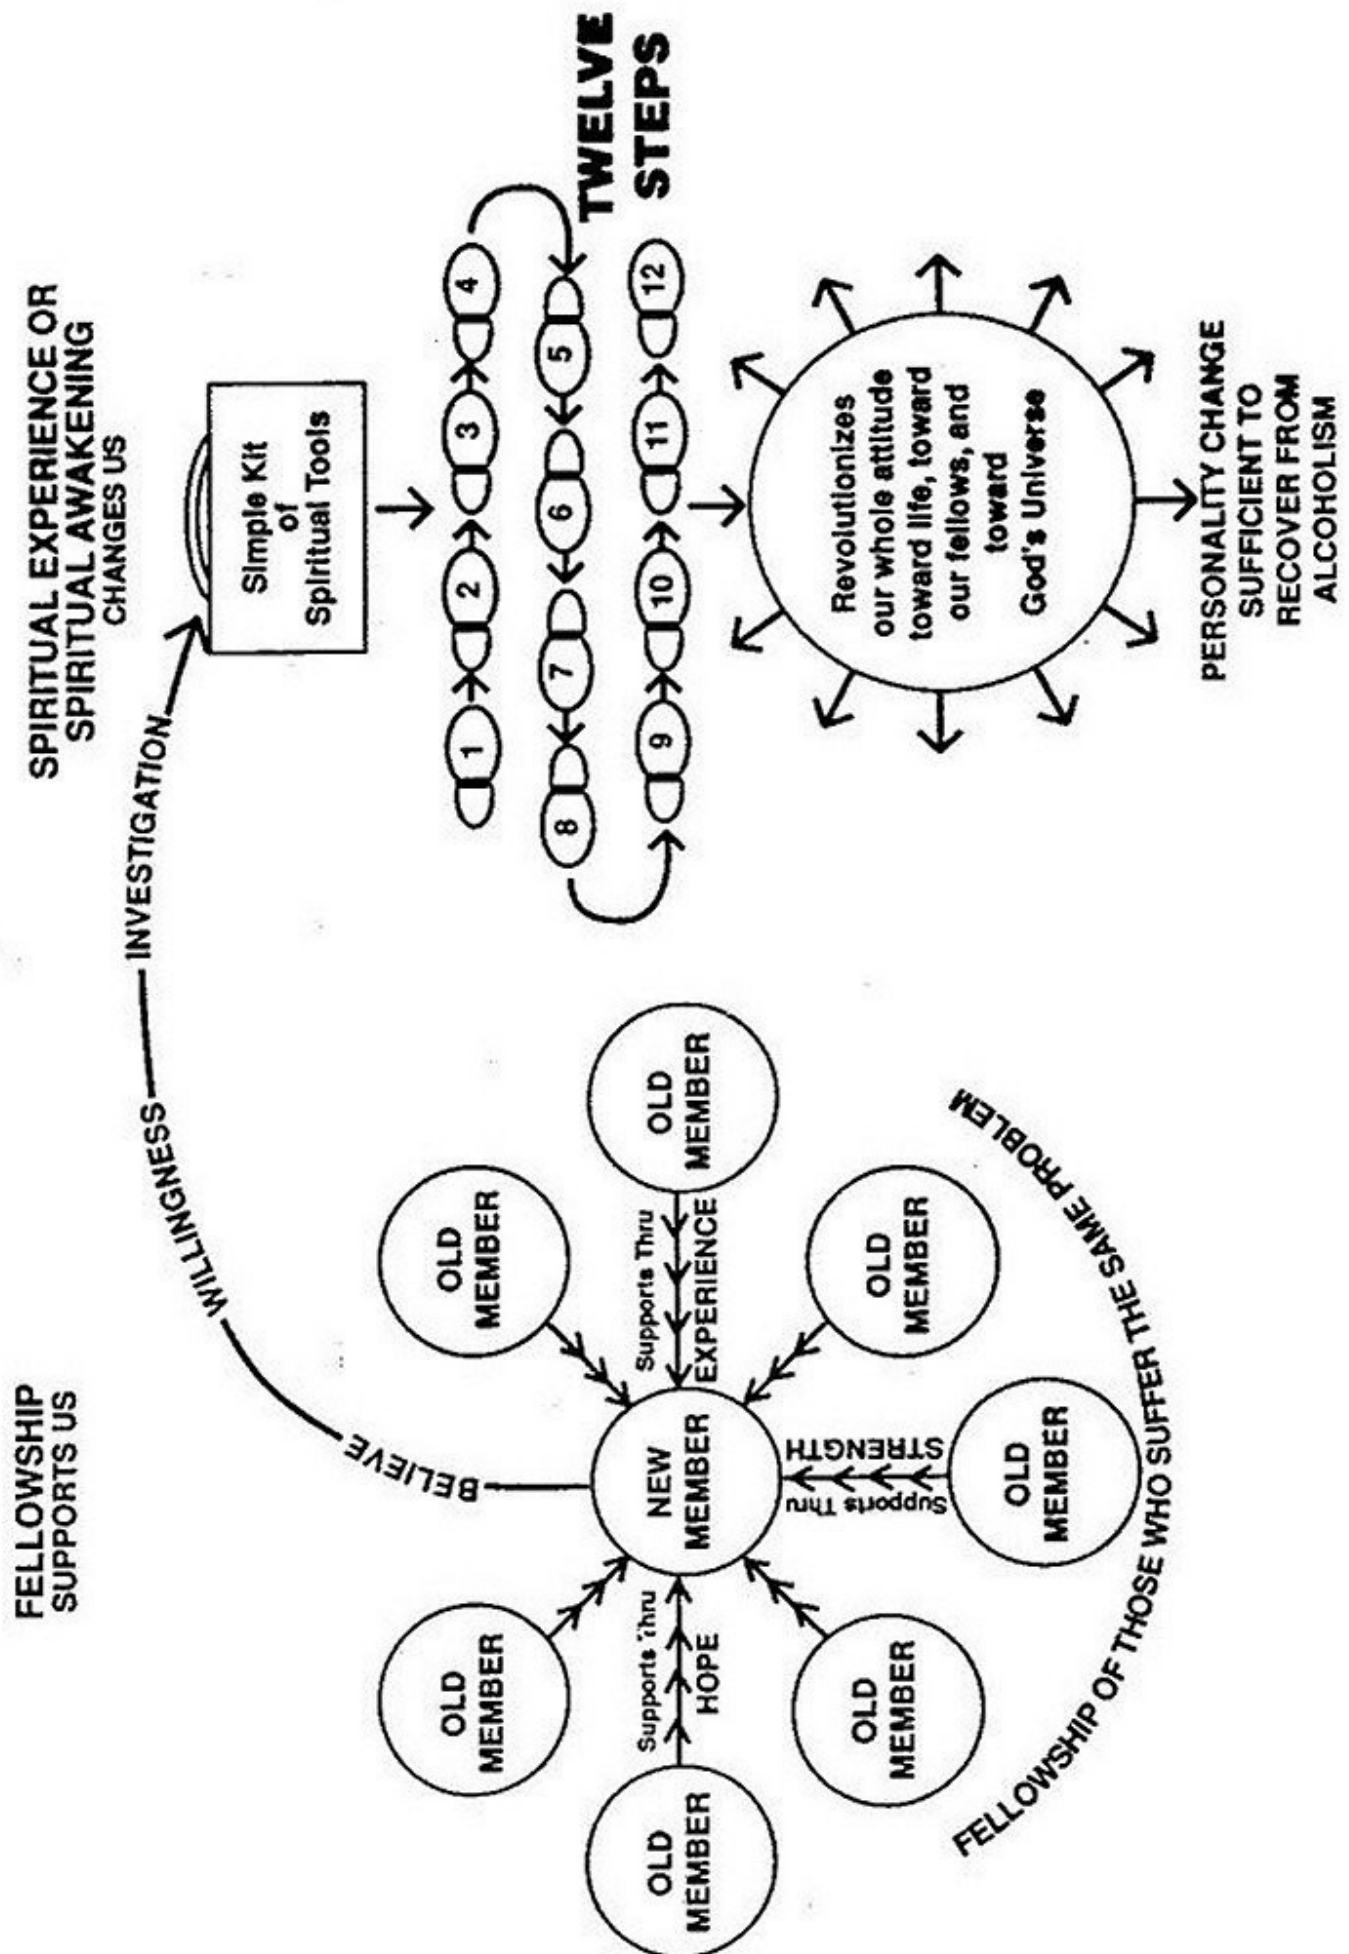 FELLOWSHIP
SUPPORTS US
BELIEVE
WILLINGNESS
INVESTIGATION
OLD
MEMBER
OLD
MEMBER
OLD
MEMBER
Supports Thru
HOPE
NEW
MEMBER
Supports Thru
EXPERIENCE
OLD
MEMBER
Supports Thru
STRENGTH
OLD
MEMBER
OLD
MEMBER
OLD
MEMBER
FELLOWSHIP OF THOSE WHO SUFFER THE SAME PROBLEM
SPIRITUAL EXPERIENCE OR
SPIRITUAL AWAKENING
CHANGES US
Simple Kit
of
Spiritual Tools
1 2 3 4
8 7 6 5
9 10 11 12
TWELVE
STEPS
Revolutionizes
our whole attitude
toward life, toward
our fellows, and
toward
God's Universe
PERSONALITY CHANGE
SUFFICIENT TO
RECOVER FROM
ALCOHOLISM